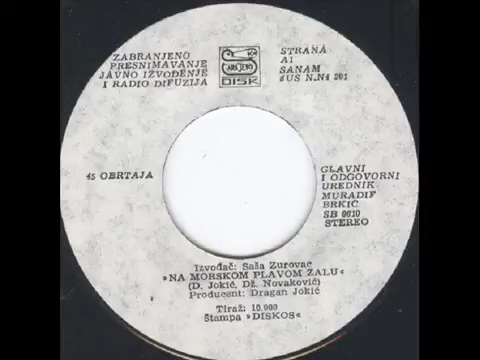 ZABRANJENO
PRESNIMAVANJE
JAVNO IZVOĐENJE
I RADIO DIFUZIJA
SARAJEVO
DISK
STRANA
A1
SANAM
45 OBRTAJA
GLAVNI
I ODGOVORNI
UREDNIK
MURADIF
BRKIĆ
SB 0010
STEREO
Izvođač: Saša Zurovac
»NA MORSKOM PLAVOM ŽALU«
(D. Jokić, Dž. Novaković)
Producent: Dragan Jokić
Tiraž: 10.000
Štampa »DISKOS«